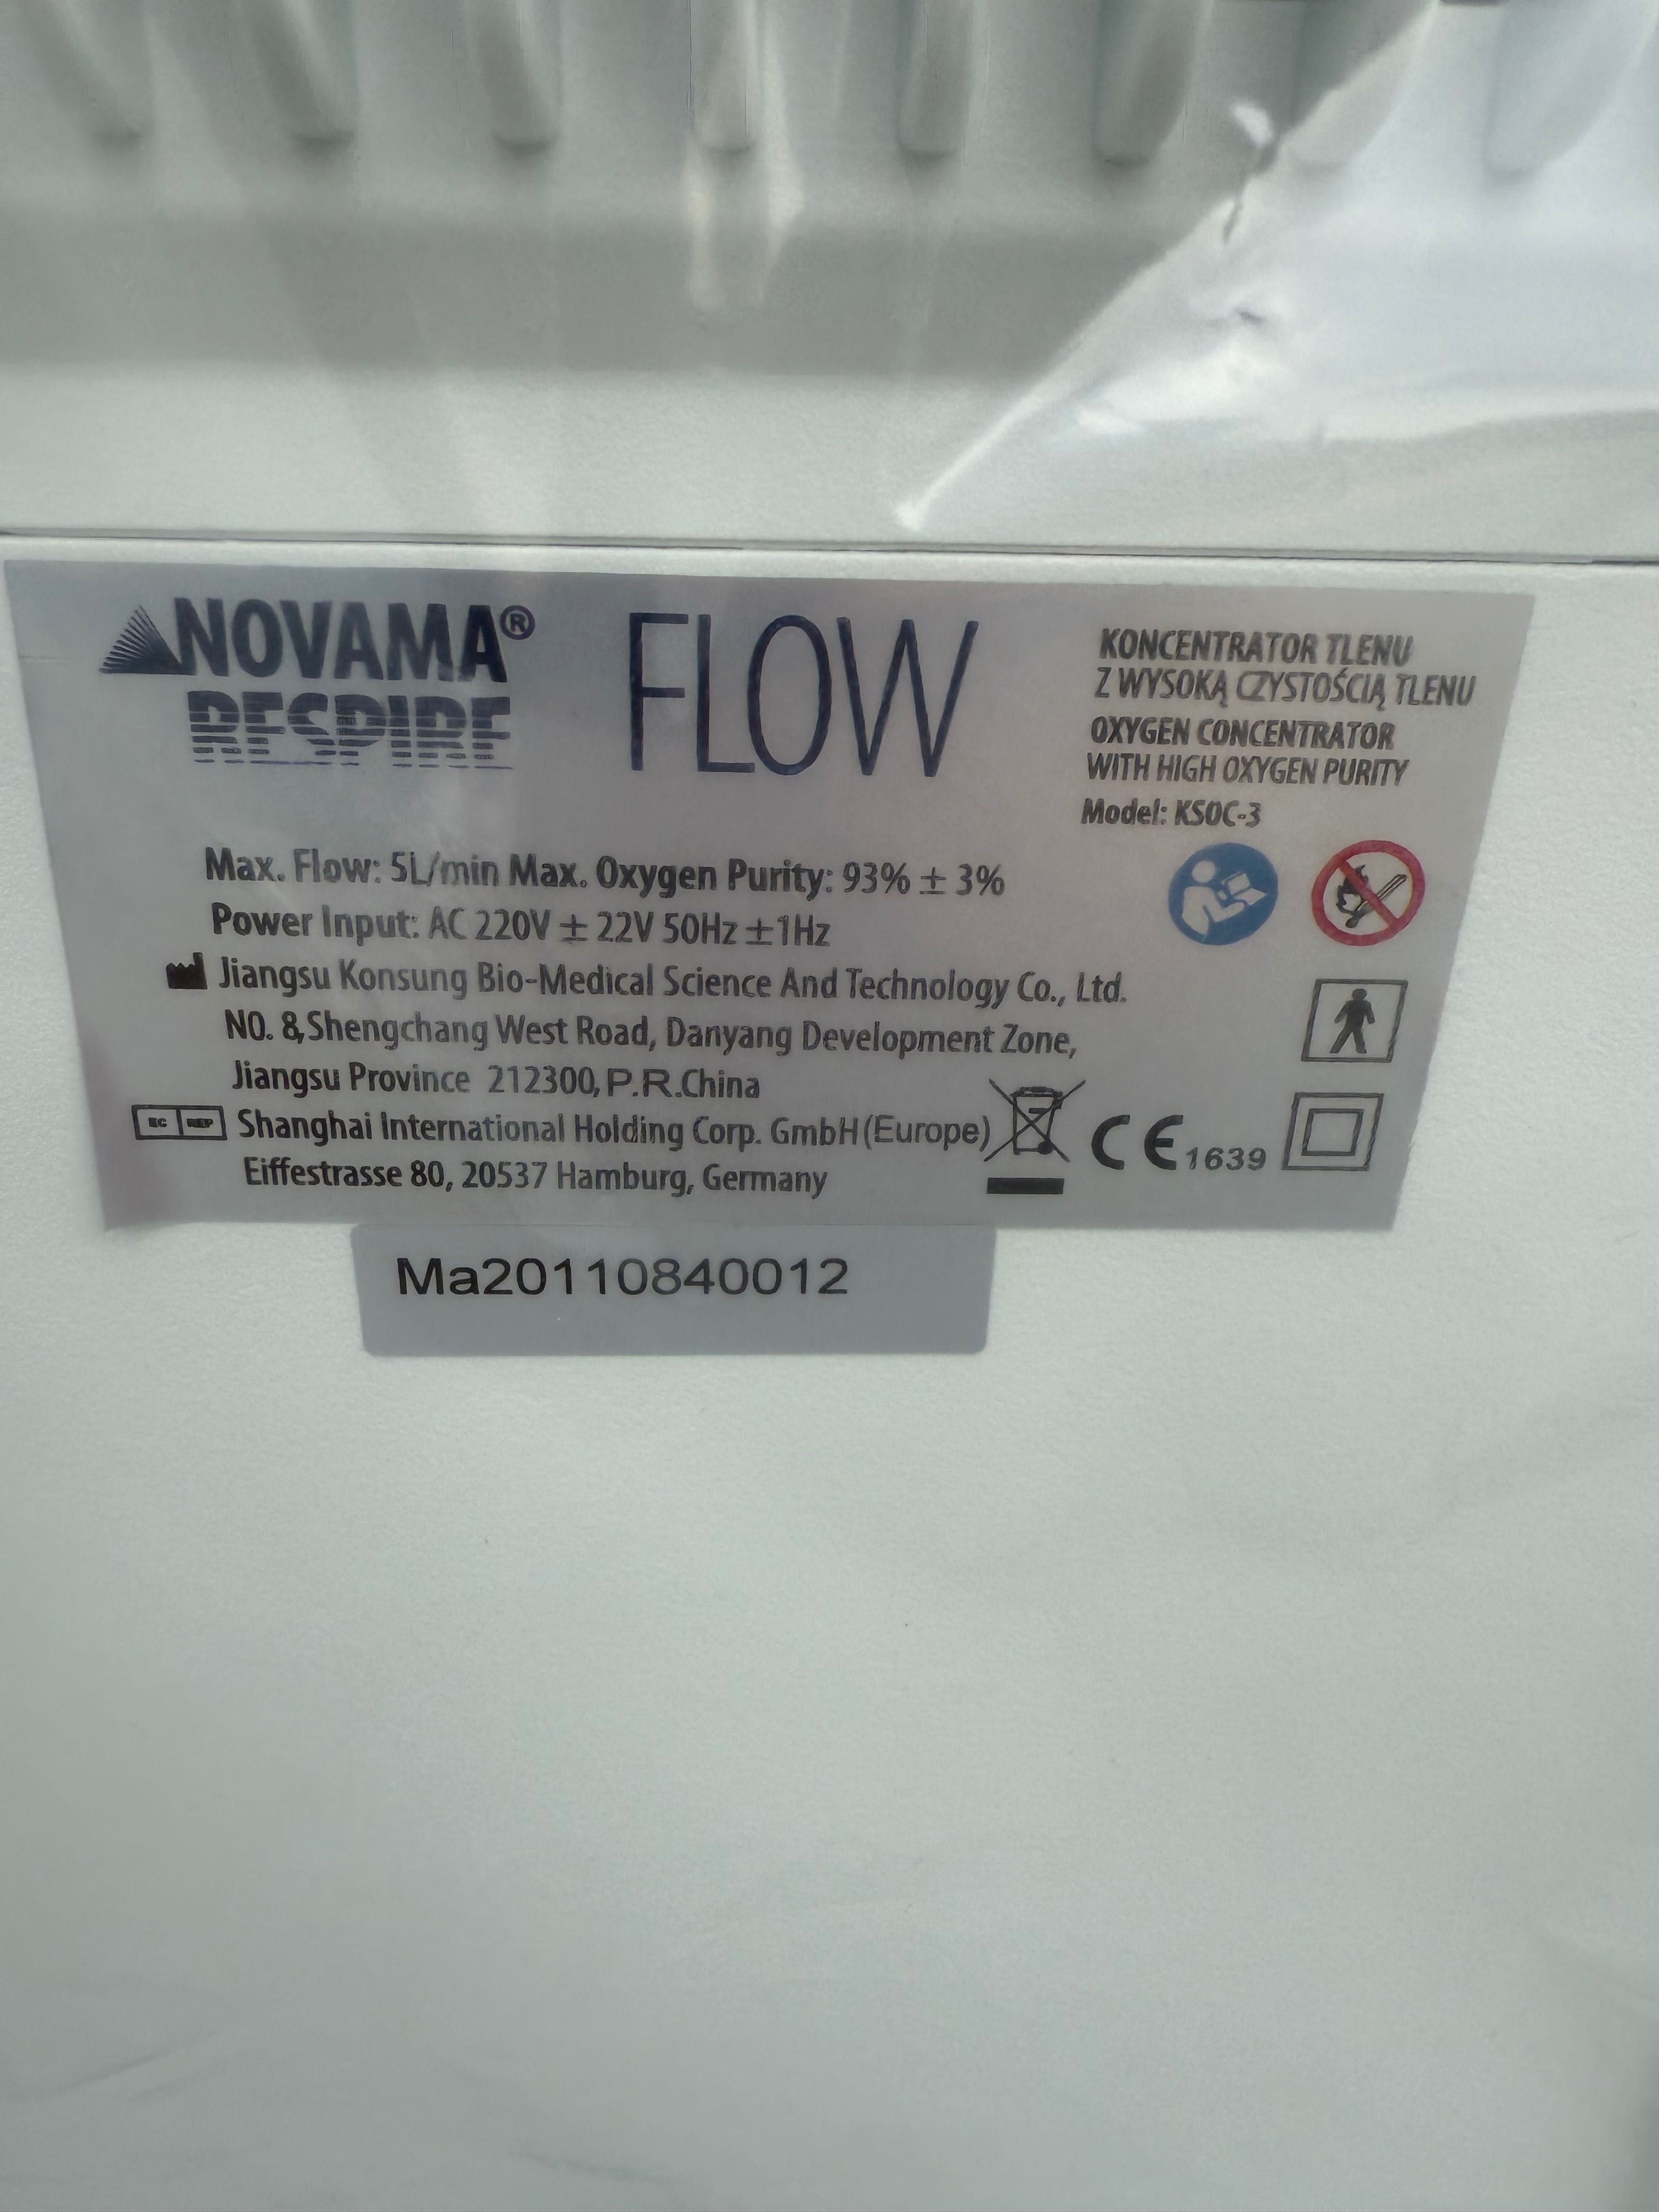 NOVAMA®
RESPIRE
FLOW
KONCENTRATOR TLENU
Z WYSOKĄ CZYSTOŚCIĄ TLENU
OXYGEN CONCENTRATOR
WITH HIGH OXYGEN PURITY
Model: KSOC-3
Max. Flow: 5L/min Max. Oxygen Purity: 93% ± 3%
Power Input: AC 220V ± 22V 50Hz ±1Hz
Jiangsu Konsung Bio-Medical Science And Technology Co., Ltd.
NO. 8,Shengchang West Road, Danyang Development Zone,
Jiangsu Province 212300, P.R.China
EC REP Shanghai International Holding Corp. GmbH (Europe)
Eiffestrasse 80, 20537 Hamburg, Germany
CE 1639
Ma20110840012